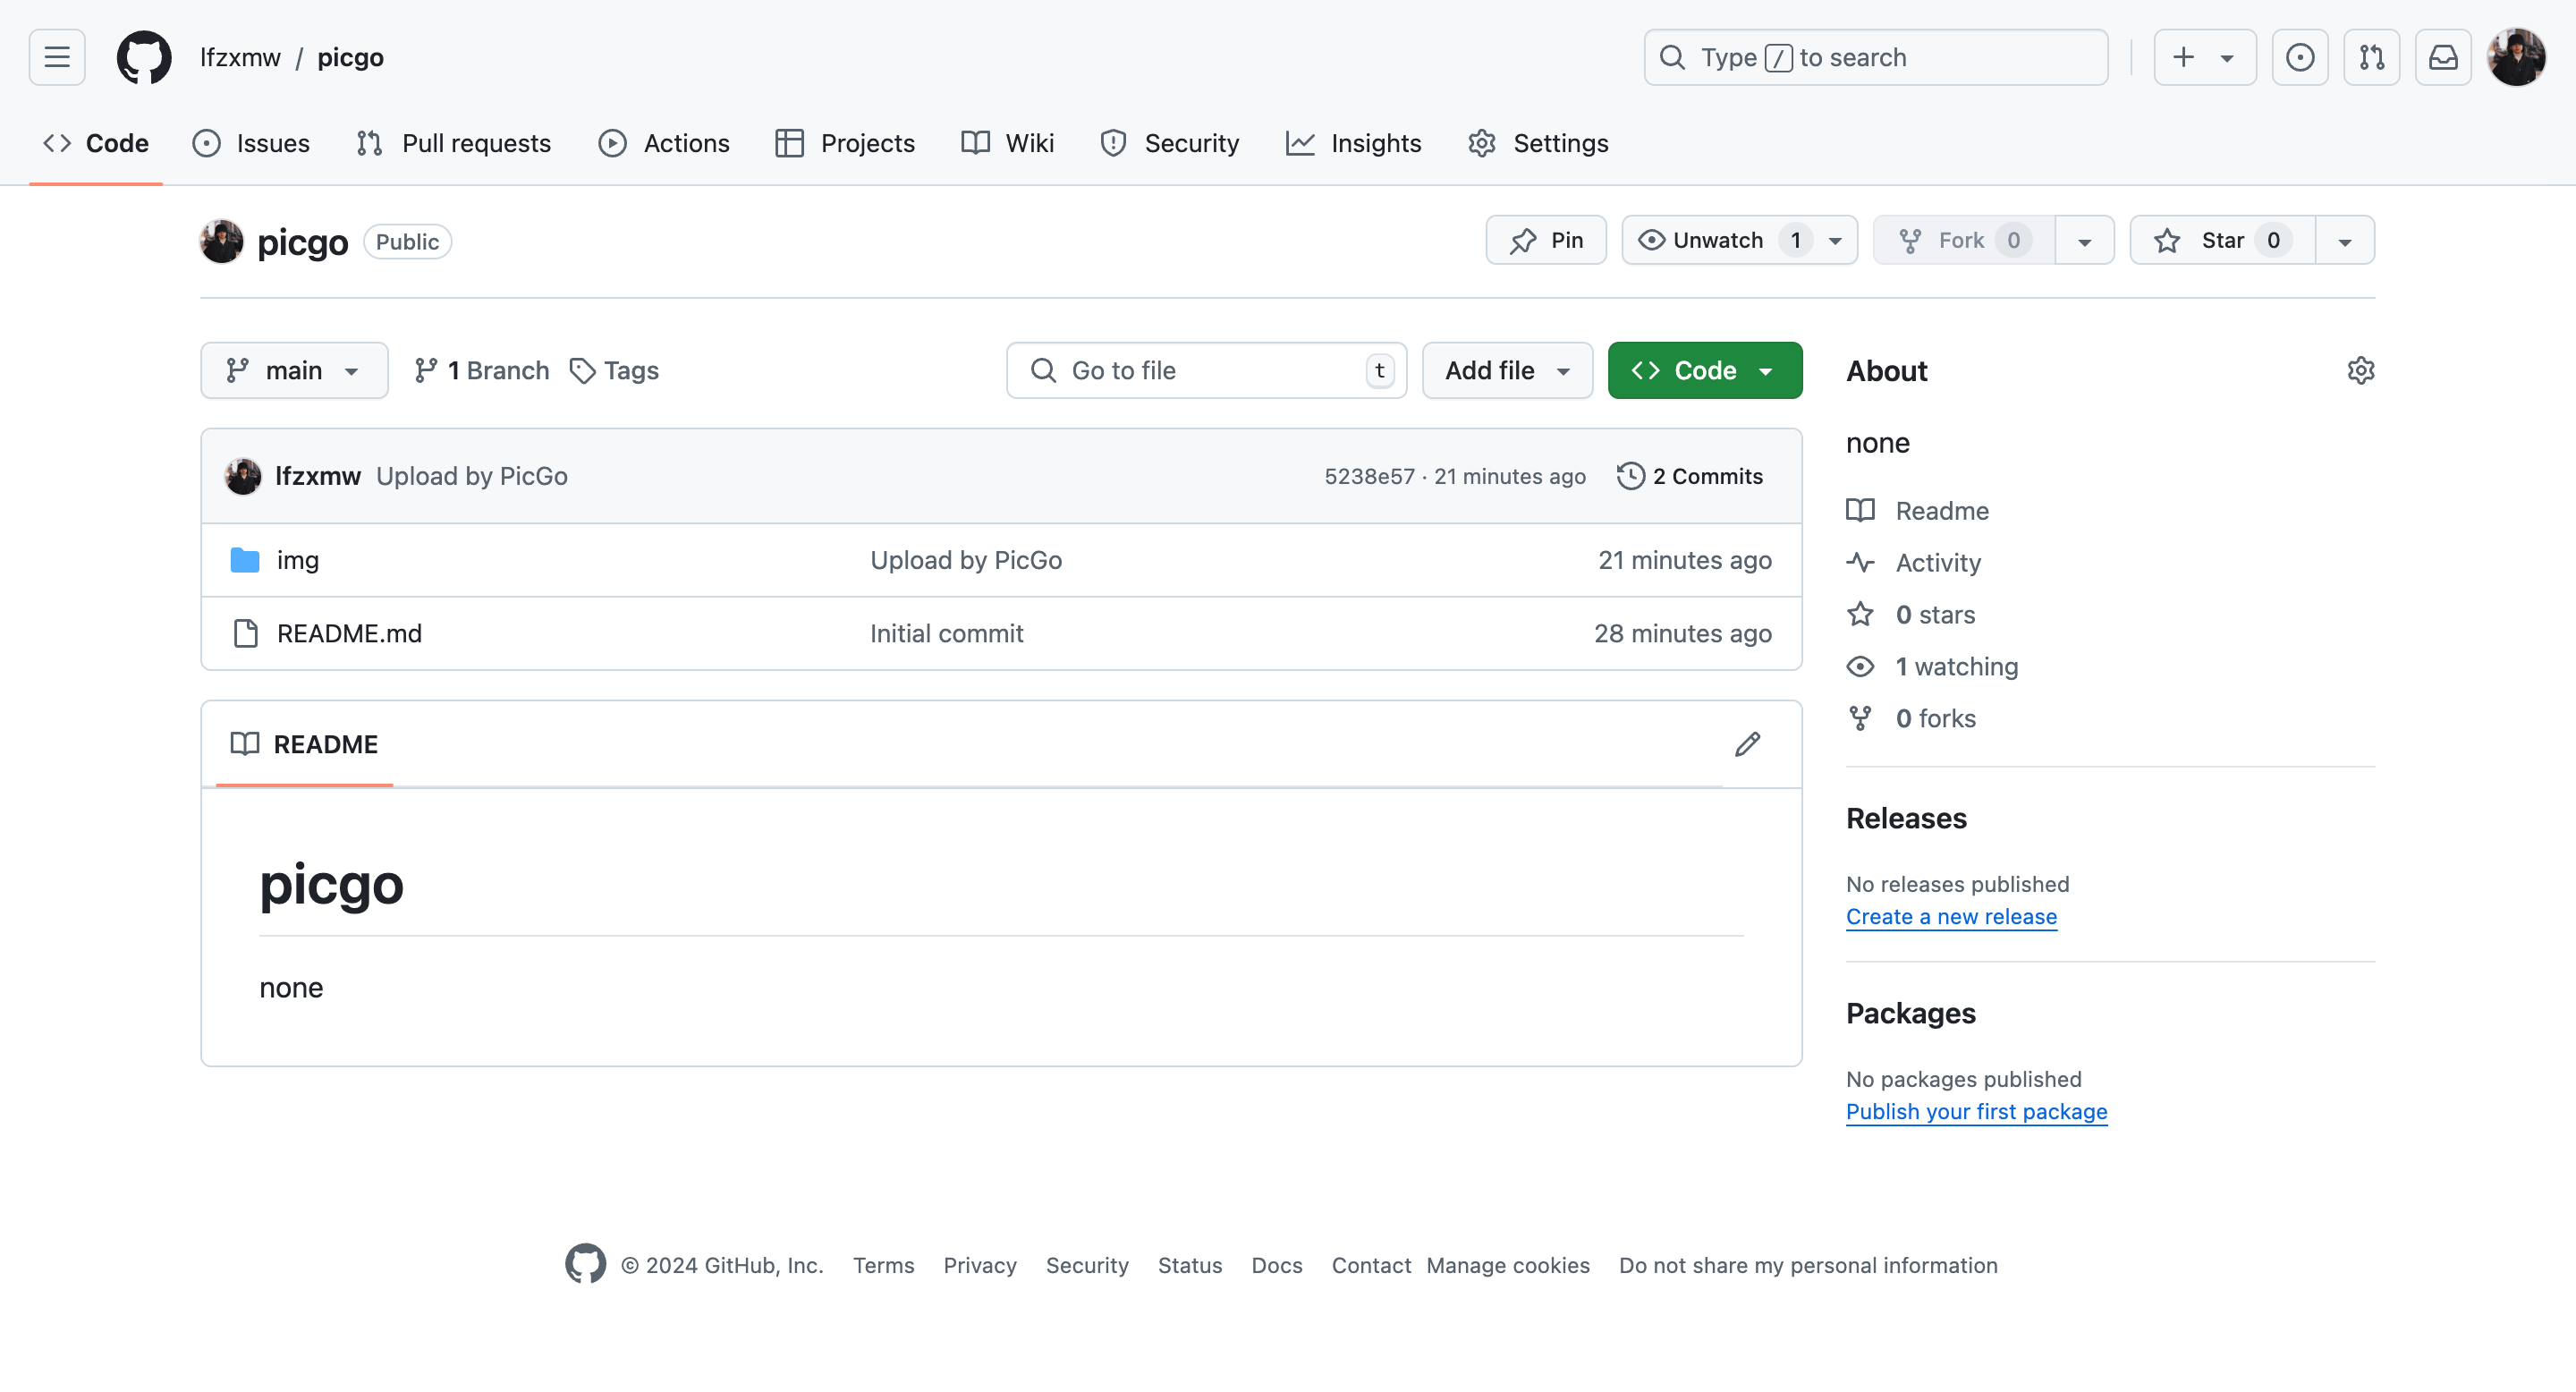 lfzxmw / picgo
Type / to search
Code Issues Pull requests Actions Projects Wiki Security Insights Settings
picgo Public
Pin Unwatch 1 Fork 0 Star 0
main 1 Branch Tags Go to file t Add file Code
lfzxmw Upload by PicGo 5238e57 · 21 minutes ago 2 Commits
img Upload by PicGo 21 minutes ago
README.md Initial commit 28 minutes ago
README
picgo
none
About
none
Readme
Activity
0 stars
1 watching
0 forks
Releases
No releases published
Create a new release
Packages
No packages published
Publish your first package
© 2024 GitHub, Inc. Terms Privacy Security Status Docs Contact Manage cookies Do not share my personal information